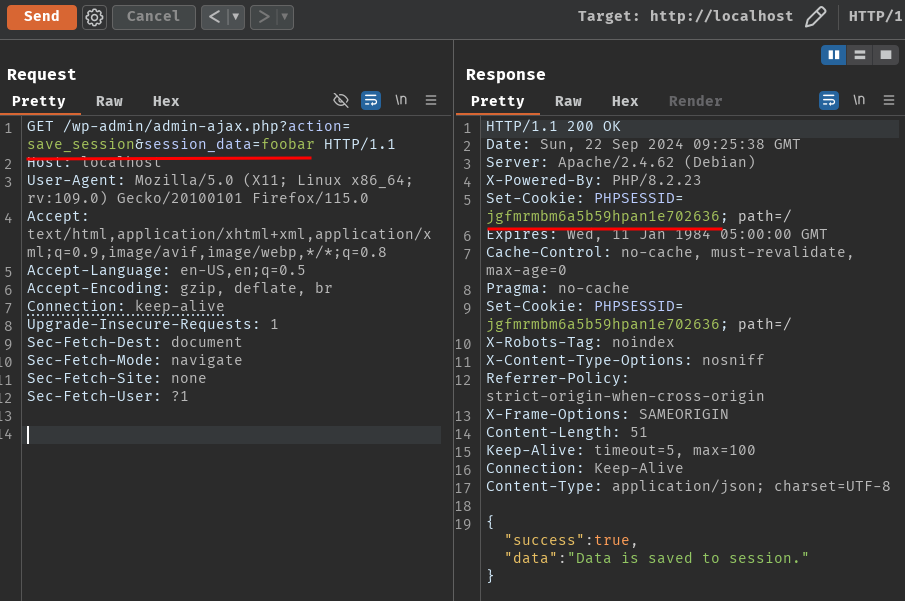 Send
Cancel
<
>
Target: http://localhost
HTTP/1
Request
Pretty
Raw
Hex
\n
1 GET /wp-admin/admin-ajax.php?action=
save_session&session_data=foobar HTTP/1.1
2 Host: localhost
3 User-Agent: Mozilla/5.0 (X11; Linux x86_64;
rv:109.0) Gecko/20100101 Firefox/115.0
4 Accept:
text/html,application/xhtml+xml,application/x
ml;q=0.9,image/avif,image/webp,*/*;q=0.8
5 Accept-Language: en-US,en;q=0.5
6 Accept-Encoding: gzip, deflate, br
7 Connection: keep-alive
8 Upgrade-Insecure-Requests: 1
9 Sec-Fetch-Dest: document
10 Sec-Fetch-Mode: navigate
11 Sec-Fetch-Site: none
12 Sec-Fetch-User: ?1
13
14
Response
Pretty
Raw
Hex
Render
\n
1 HTTP/1.1 200 OK
2 Date: Sun, 22 Sep 2024 09:25:38 GMT
3 Server: Apache/2.4.62 (Debian)
4 X-Powered-By: PHP/8.2.23
5 Set-Cookie: PHPSESSID=
jgfmrmbm6a5b59hpan1e702636; path=/
6 Expires: Wed, 11 Jan 1984 05:00:00 GMT
7 Cache-Control: no-cache, must-revalidate,
max-age=0
8 Pragma: no-cache
9 Set-Cookie: PHPSESSID=
jgfmrmbm6a5b59hpan1e702636; path=/
10 X-Robots-Tag: noindex
11 X-Content-Type-Options: nosniff
12 Referrer-Policy:
strict-origin-when-cross-origin
13 X-Frame-Options: SAMEORIGIN
14 Content-Length: 51
15 Keep-Alive: timeout=5, max=100
16 Connection: Keep-Alive
17 Content-Type: application/json; charset=UTF-8
18
19 {
"success":true,
"data":"Data is saved to session."
}